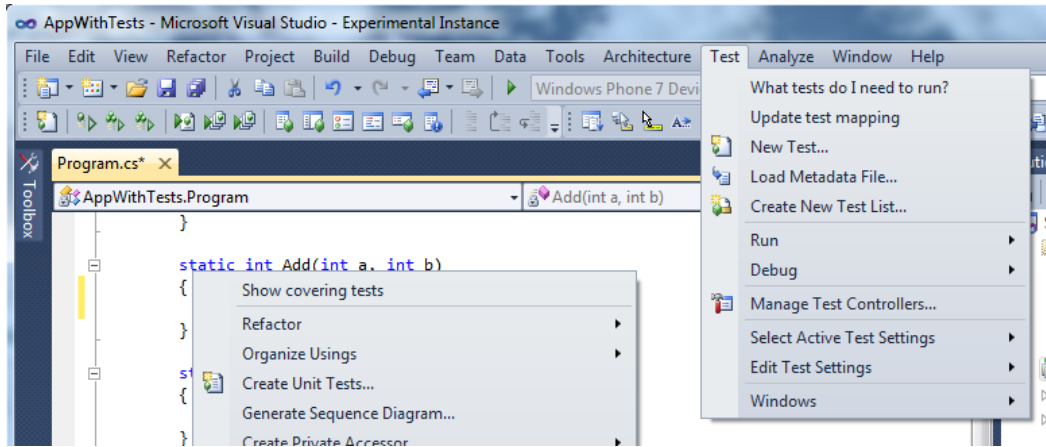 AppWithTests - Microsoft Visual Studio - Experimental Instance
File Edit View Refactor Project Build Debug Team Data Tools Architecture Test Analyze Window Help
Windows Phone 7 Devi
Toolbox
Program.cs*
AppWithTests.Program
Add(int a, int b)
}
static int Add(int a, int b)
{
}
st
{
}
Show covering tests
Refactor
Organize Usings
Create Unit Tests...
Generate Sequence Diagram...
Create Private Accessor
What tests do I need to run?
Update test mapping
New Test...
Load Metadata File...
Create New Test List...
Run
Debug
Manage Test Controllers...
Select Active Test Settings
Edit Test Settings
Windows